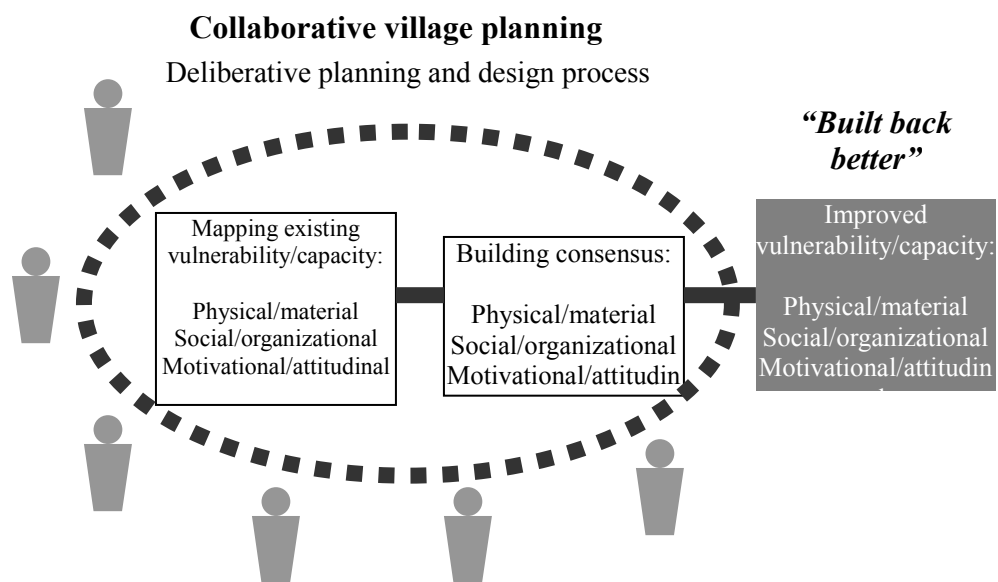 Collaborative village planning
Deliberative planning and design process
“Built back
better”
Mapping existing
vulnerability/capacity:
Physical/material
Social/organizational
Motivational/attitudinal
Building consensus:
Physical/material
Social/organizational
Motivational/attitudin
Improved
vulnerability/capacity:
Physical/material
Social/organizational
Motivational/attitudin